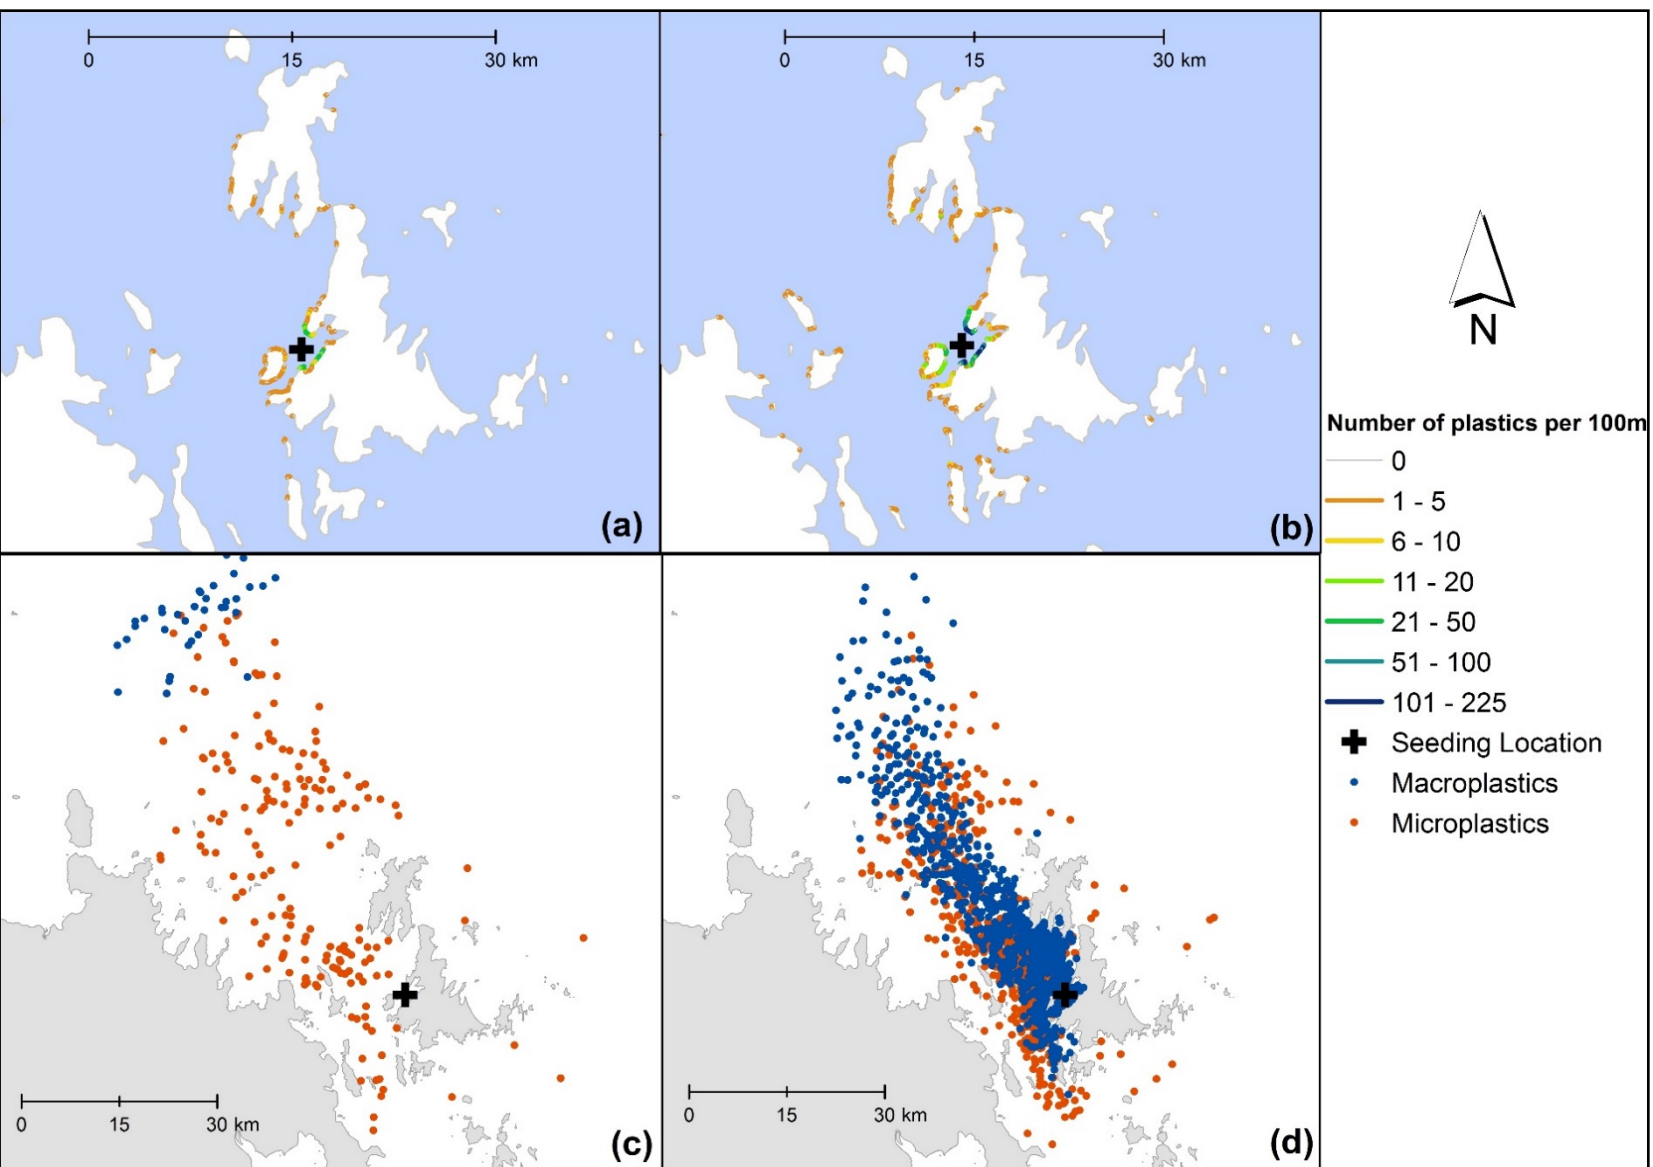 0 15 30 km
0 15 30 km
(a)
(b)
N
Number of plastics per 100m
0
1 - 5
6 - 10
11 - 20
21 - 50
51 - 100
101 - 225
Seeding Location
Macroplastics
Microplastics
0 15 30 km
(c)
0 15 30 km
(d)